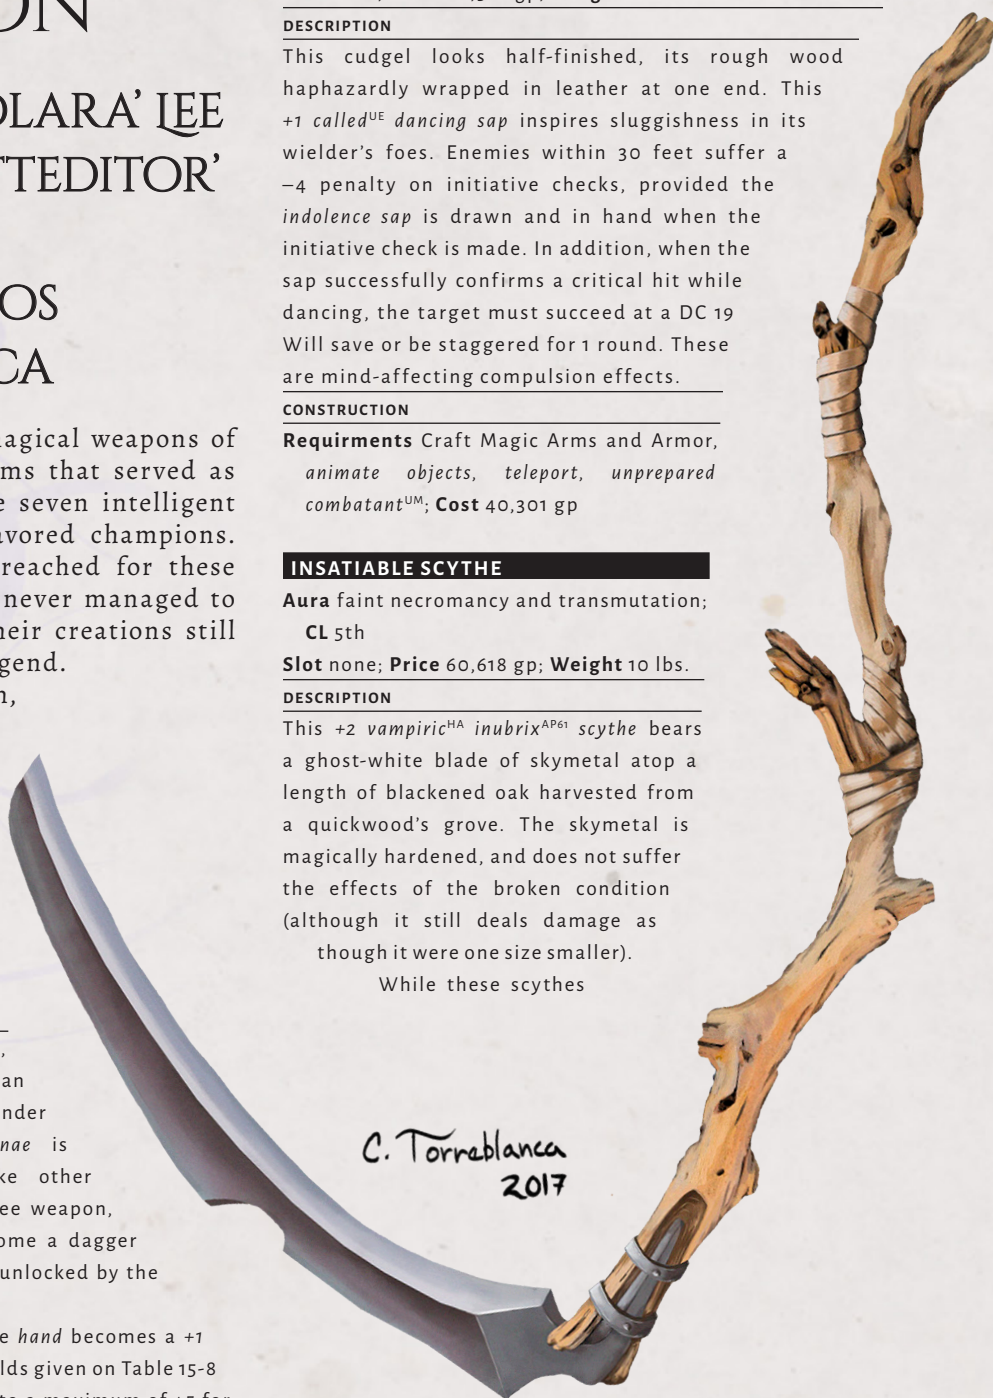 ON
OLARA’ LEE
TTEDITOR’
OS
CA
agical weapons of
ms that served as
e seven intelligent
avored champions.
reached for these
never managed to
heir creations still
gend.
n,
–
,
an
nder
nae is
ke other
ee weapon,
ome a dagger
unlocked by the
e hand becomes a +1
lds given on Table 15-8
DESCRIPTION
This cudgel looks half-finished, its rough wood
haphazardly wrapped in leather at one end. This
+1 calledUE dancing sap inspires sluggishness in its
wielder’s foes. Enemies within 30 feet suffer a
–4 penalty on initiative checks, provided the
indolence sap is drawn and in hand when the
initiative check is made. In addition, when the
sap successfully confirms a critical hit while
dancing, the target must succeed at a DC 19
Will save or be staggered for 1 round. These
are mind-affecting compulsion effects.
CONSTRUCTION
Requirments Craft Magic Arms and Armor,
animate objects, teleport, unprepared
combatantUM; Cost 40,301 gp
INSATIABLE SCYTHE
Aura faint necromancy and transmutation;
CL 5th
Slot none; Price 60,618 gp; Weight 10 lbs.
DESCRIPTION
This +2 vampiricHA inubrixAP61 scythe bears
a ghost-white blade of skymetal atop a
length of blackened oak harvested from
a quickwood’s grove. The skymetal is
magically hardened, and does not suffer
the effects of the broken condition
(although it still deals damage as
though it were one size smaller).
While these scythes
C. Torreblanca
2017